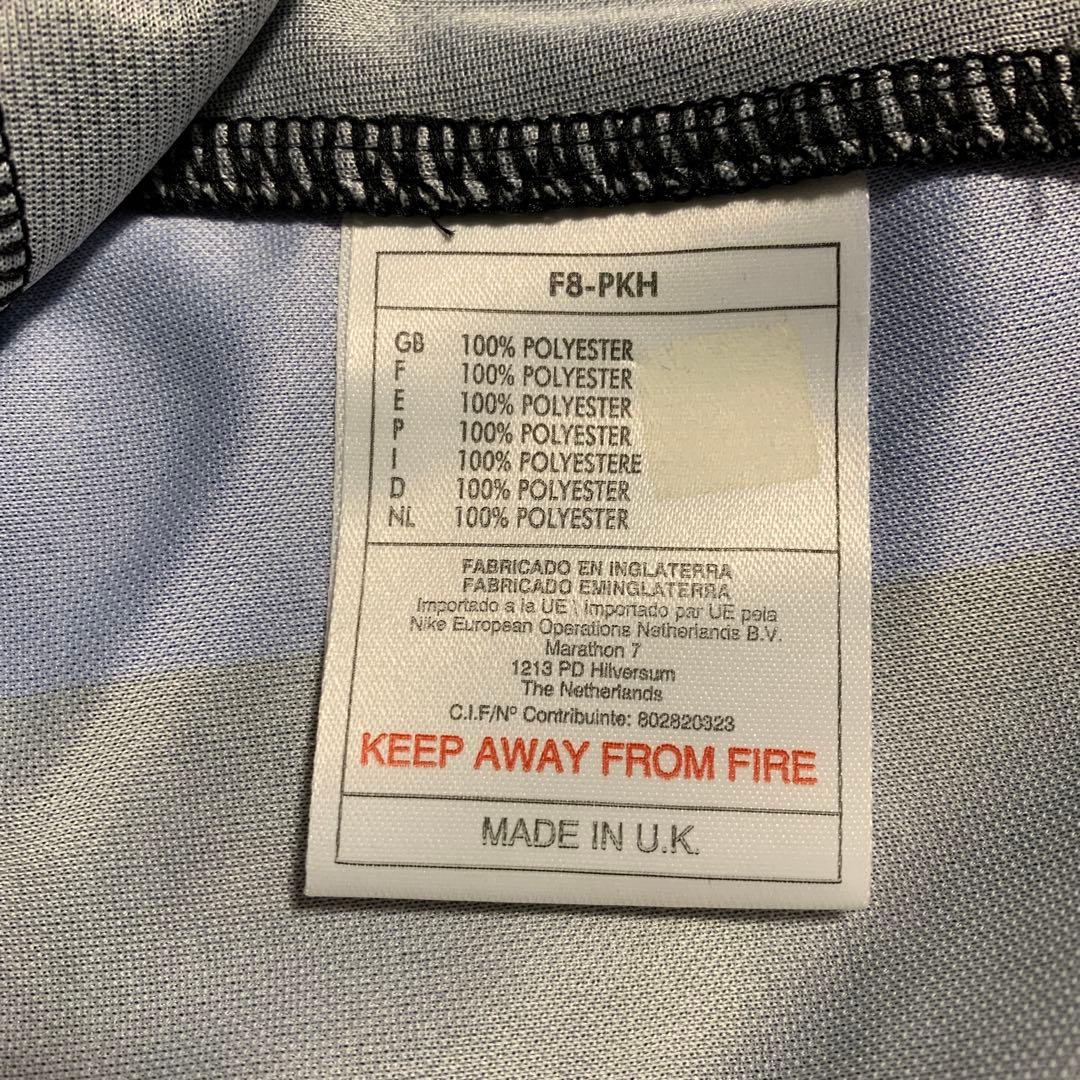 F8-PKH
GB 100% POLYESTER
F 100% POLYESTER
E 100% POLYESTER
P 100% POLYESTER
I 100% POLYESTERE
D 100% POLYESTER
NL 100% POLYESTER
FABRICADO EN INGLATERRA
FABRICADO EMINGLATERRA
Importado a la UE \ Importado par UE pela
Nike European Operations Netherlands B.V.
Marathon 7
1213 PD Hilversum
The Netherlands
C.I.F/Nº Contribuinte: 802820323
KEEP AWAY FROM FIRE
MADE IN U.K.